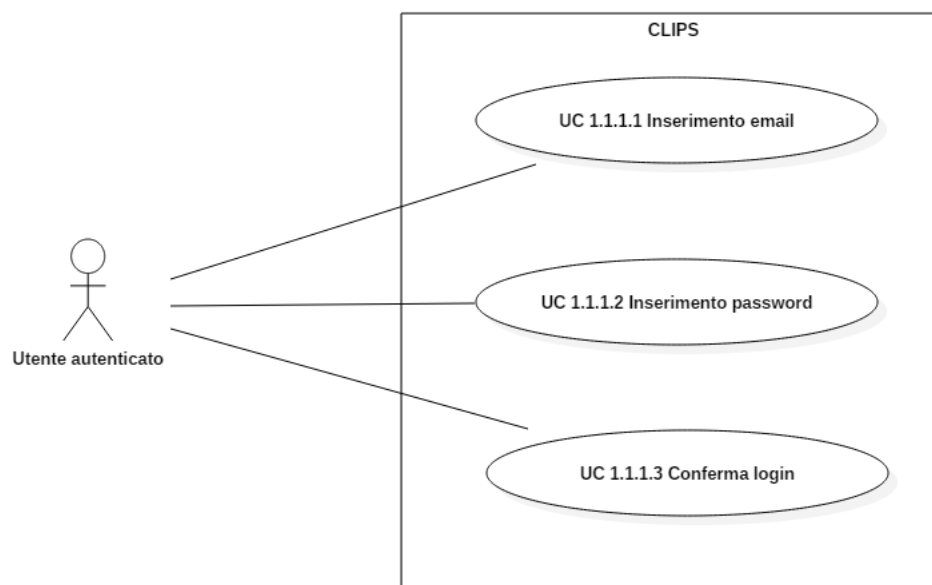 CLIPS
UC 1.1.1.1 Inserimento email
UC 1.1.1.2 Inserimento password
Utente autenticato
UC 1.1.1.3 Conferma login